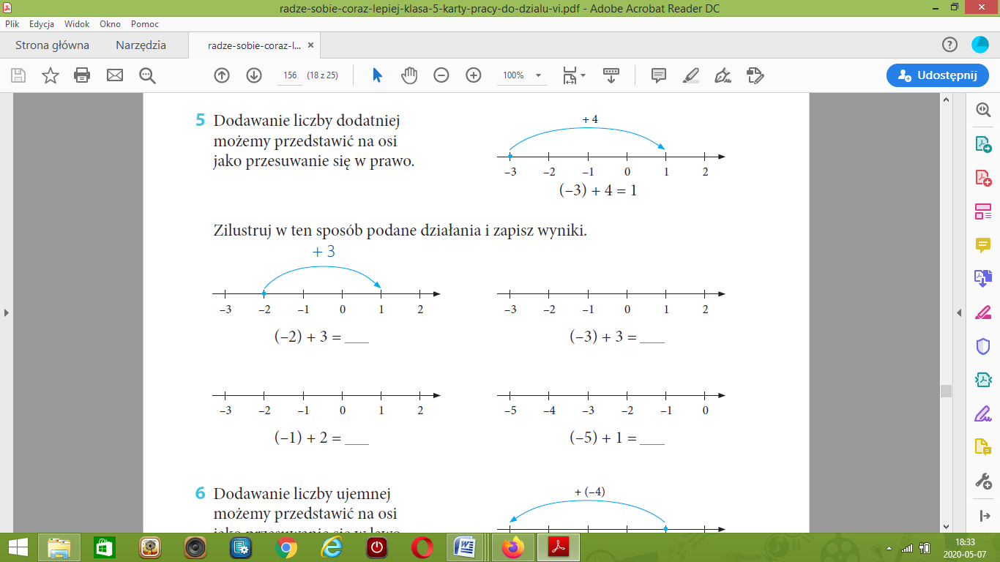 radze-sobie-coraz-lepiej-klasa-5-karty-pracy-do-dzialu-vi.pdf - Adobe Acrobat Reader DC
Plik Edycja Widok Okno Pomoc
Strona główna Narzędzia radze-sobie-coraz-l... ×
156 (18 z 25) 100% Udostępnij
5 Dodawanie liczby dodatniej
możemy przedstawić na osi
jako przesuwanie się w prawo.
+ 4
–3 –2 –1 0 1 2
(–3) + 4 = 1
Zilustruj w ten sposób podane działania i zapisz wyniki.
+ 3
–3 –2 –1 0 1 2
(–2) + 3 = ___
–3 –2 –1 0 1 2
(–3) + 3 = ___
–3 –2 –1 0 1 2
(–1) + 2 = ___
–5 –4 –3 –2 –1 0
(–5) + 1 = ___
6 Dodawanie liczby ujemnej
możemy przedstawić na osi
jako przesuwanie się w lewo.
+ (–4)
18:33
2020-05-07